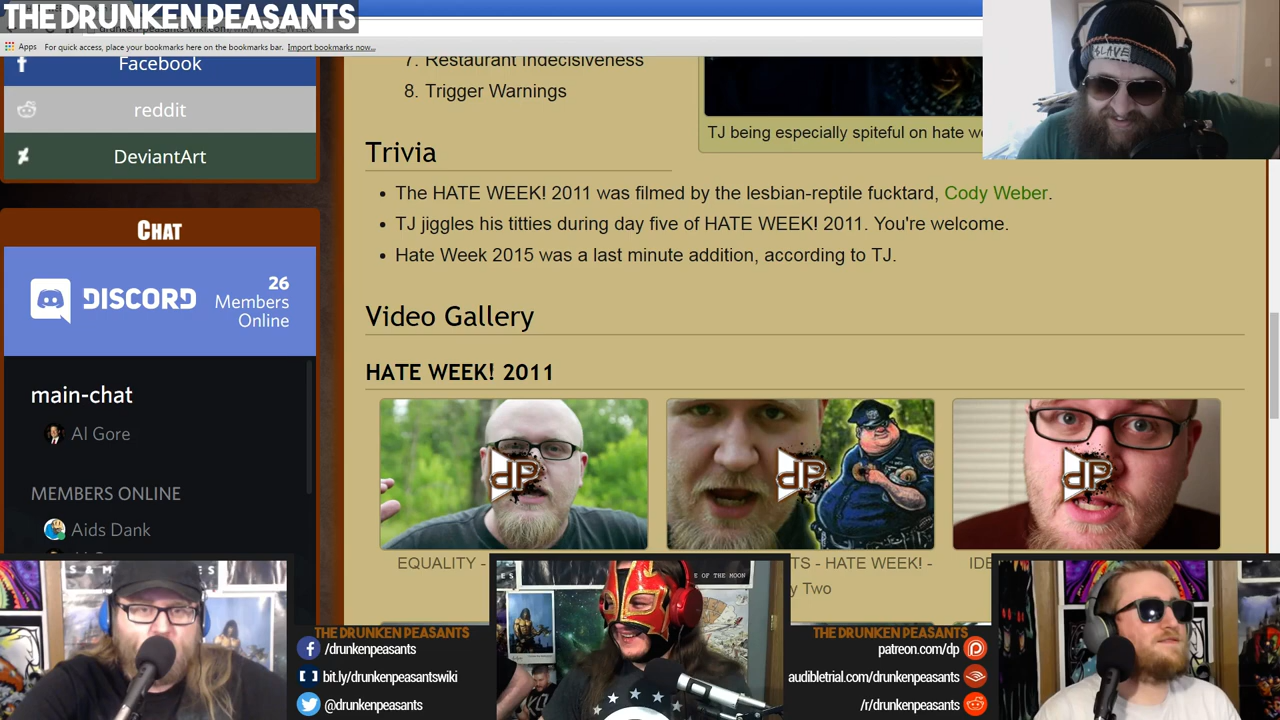 THE DRUNKEN PEASANTS
Apps For quick access, place your bookmarks here on the bookmarks bar. Import bookmarks now...
Facebook
reddit
DeviantArt
7. Restaurant Indecisiveness
8. Trigger Warnings
TJ being especially spiteful on hate
SLAVE
Trivia
• The HATE WEEK! 2011 was filmed by the lesbian-reptile fucktard, Cody Weber.
• TJ jiggles his titties during day five of HATE WEEK! 2011. You're welcome.
• Hate Week 2015 was a last minute addition, according to TJ.
CHAT
DISCORD
26
Members
Online
main-chat
Al Gore
MEMBERS ONLINE
Aids Dank
Video Gallery
HATE WEEK! 2011
dP
dP
dP
EQUALITY -
TS - HATE WEEK! -
y Two
IDE
E OF THE MOON
THE DRUNKEN PEASANTS
/drunkenpeasants
bit.ly/drunkenpeasantswiki
@drunkenpeasants
THE DRUNKEN PEASANTS
patreon.com/dp
audibletrial.com/drunkenpeasants
/r/drunkenpeasants